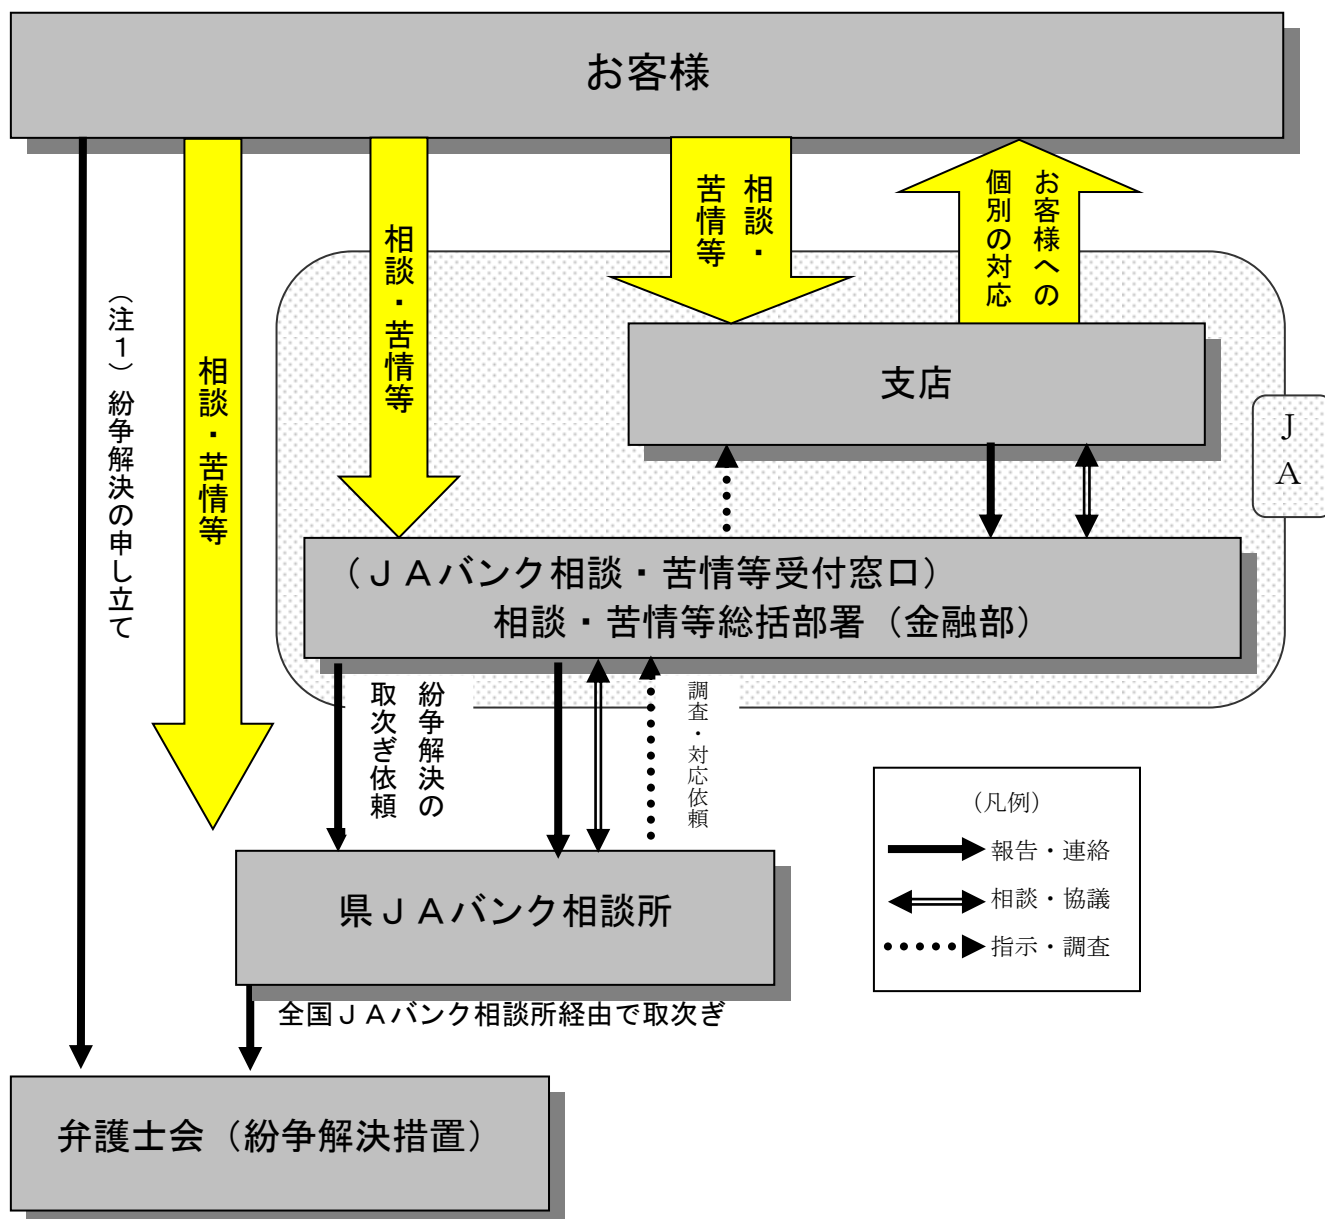 お客様
相談・
苦情等
お客様への
個別の対応
相談・苦情等
相談・苦情等
（注１）紛争解決の申し立て
支店
ＪＡ
（ＪＡバンク相談・苦情等受付窓口）
相談・苦情等総括部署（金融部）
紛争解決の
取次ぎ依頼
調査・対応依頼
（凡例）
報告・連絡
相談・協議
指示・調査
県ＪＡバンク相談所
全国ＪＡバンク相談所経由で取次ぎ
弁護士会（紛争解決措置）